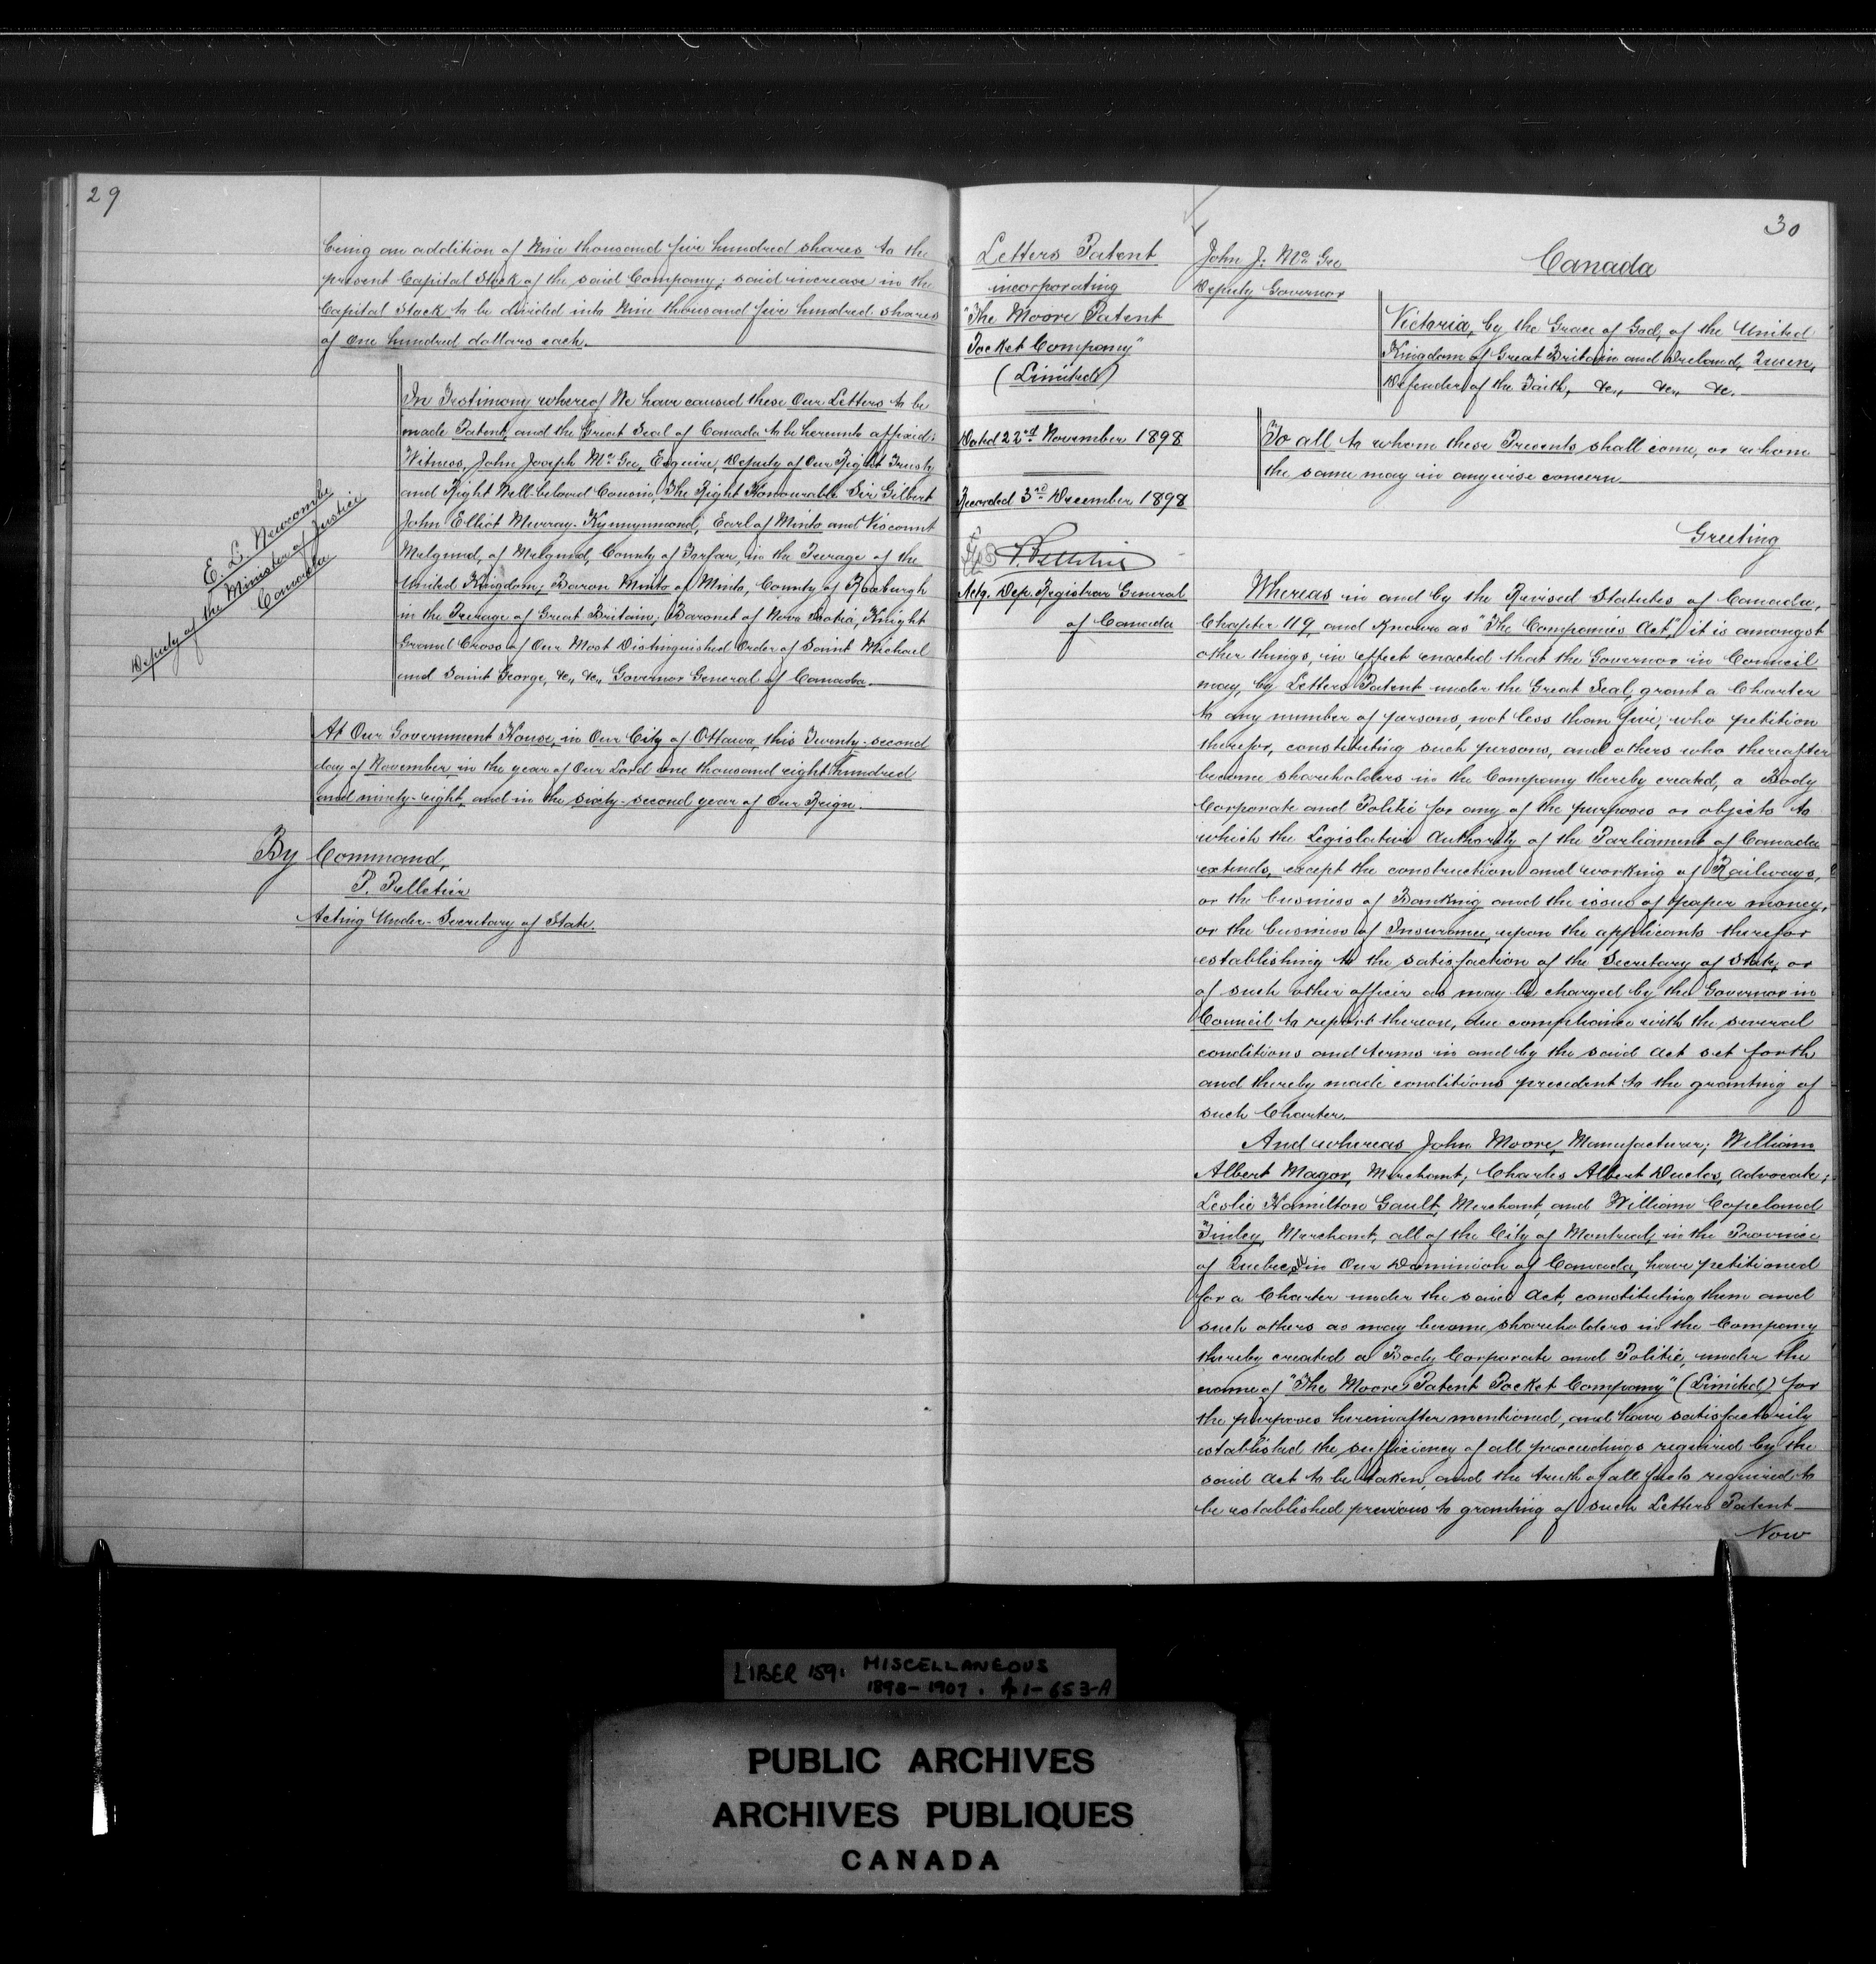 29
being an addition of Nine thousand five hundred shares to the
present Capital Stock of the said Company; said increase in the
Capital Stock to be divided into Nine thousand five hundred shares
of one hundred dollars each.
In Testimony whereof We have caused these Our Letters to be
made Patent, and the Great Seal of Canada to be hereunto affixed:
Witness, John Joseph McGee, Esquire, Deputy of Our Right Trusty
and Right Well-beloved Cousin, The Right Honourable Sir Gilbert
John Elliot Murray-Kynynmond, Earl of Minto and Viscount
Melgund, of Melgund, County of Forfar, in the Peerage of the
United Kingdom; Baron Minto of Minto, County of Roxburgh
in the Peerage of Great Britain, Baronet of Nova Scotia, Knight
Grand Cross of Our Most Distinguished Order of Saint Michael
and Saint George, &c., &c., Governor General of Canada.
E. L. Newcombe
Deputy of the Minister of Justice
Canada
At Our Government House, in Our City of Ottawa, this Twenty-second
day of November in the year of Our Lord one thousand eight hundred
and ninety-eight, and in the sixty-second year of Our Reign.
By Command,
P. Pelletier
Acting Under-Secretary of State.
30
Letters Patent
incorporating
"The Moore Patent
Pocket Company"
(Limited)
Dated 22nd November 1898
Recorded 3rd December 1898
P. Pelletier
Actg. Dep. Registrar General
of Canada
John J. McGee
Deputy Governor
Canada
Victoria, by the Grace of God, of the United
Kingdom of Great Britain and Ireland, Queen,
Defender of the Faith, &c., &c., &c.
To all to whom these Presents shall come, or whom
the same may in anywise concern
Greeting
Whereas in and by the Revised Statutes of Canada,
Chapter 119, and Known as "The Companies Act", it is amongst
other things, in effect enacted that the Governor in Council
may, by Letters Patent under the Great Seal, grant a Charter
to any number of persons, not less than five, who petition
therefor, constituting such persons, and others who thereafter
become shareholders in the Company thereby created, a Body
Corporate and Politic for any of the purposes or objects to
which the Legislative Authority of the Parliament of Canada
extends, except the construction and working of Railways,
or the business of Banking and the issue of paper money,
or the business of Insurance, upon the applicants therefor
establishing to the satisfaction of the Secretary of State, or
of such other officer as may be charged by the Governor in
Council to report thereon, due compliance with the several
conditions and terms in and by the said Act set forth
and thereby made conditions precedent to the granting of
such Charter.
And whereas John Moore, Manufacturer; William
Albert Magor, Merchant; Charles Albert Duclos, Advocate;
Leslie Hamilton Gault, Merchant, and William Copeland
Finley, Merchant, all of the City of Montreal, in the Province
of Quebec, in Our Dominion of Canada, have petitioned
for a Charter under the said Act, constituting them and
such others as may become shareholders in the Company
thereby created a Body Corporate and Politic, under the
name of "The Moore Patent Pocket Company" (Limited) for
the purposes hereinafter mentioned, and have satisfactorily
established the sufficiency of all proceedings required by the
said Act to be taken, and the truth of all facts required to
be established previous to granting of such Letters Patent
Now
LIBER 159. MISCELLANEOUS
1898-1907. p 1-653-A
PUBLIC ARCHIVES
ARCHIVES PUBLIQUES
CANADA